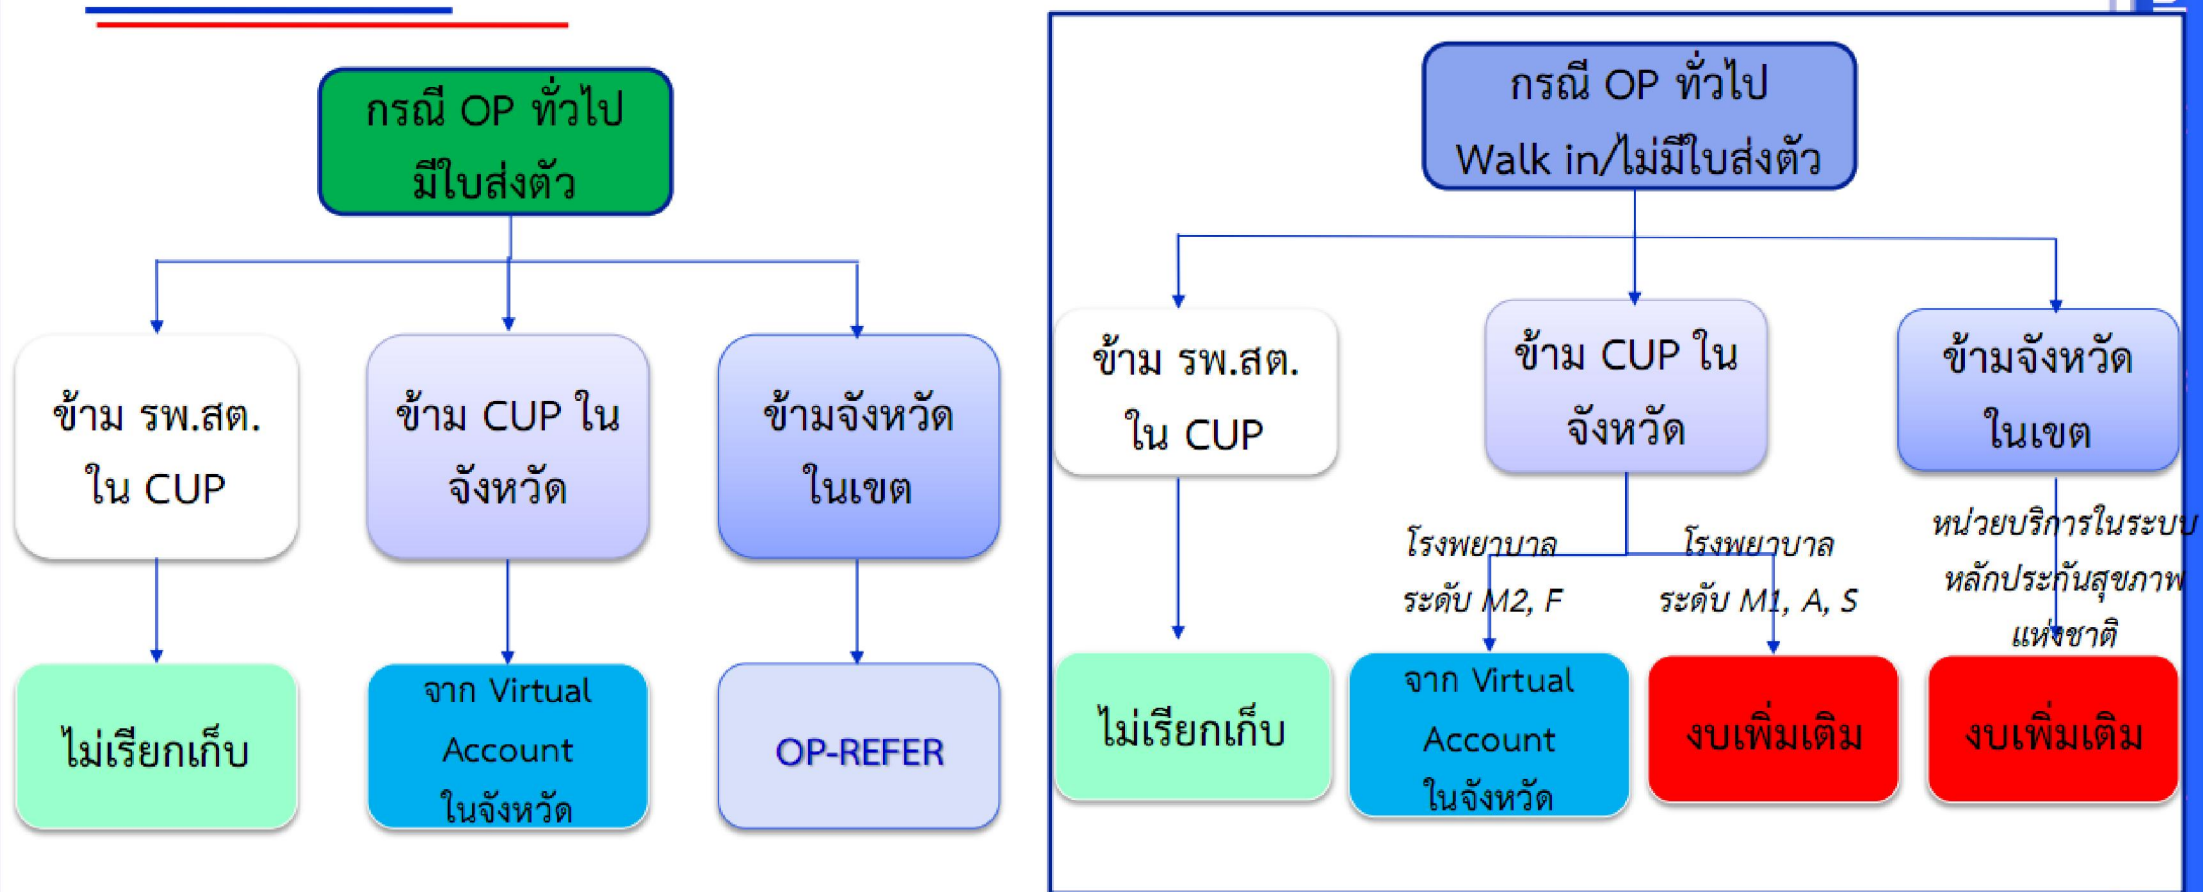 กรณี OP ทั่วไป
มีใบส่งตัว
ข้าม รพ.สต.
ใน CUP
ข้าม CUP ใน
จังหวัด
ข้ามจังหวัด
ในเขต
ไม่เรียกเก็บ
จาก Virtual
Account
ในจังหวัด
OP-REFER
กรณี OP ทั่วไป
Walk in/ไม่มีใบส่งตัว
ข้าม รพ.สต.
ใน CUP
ข้าม CUP ใน
จังหวัด
ข้ามจังหวัด
ในเขต
โรงพยาบาล
ระดับ M2, F
โรงพยาบาล
ระดับ M1, A, S
หน่วยบริการในระบบ
หลักประกันสุขภาพ
แห่งชาติ
ไม่เรียกเก็บ
จาก Virtual
Account
ในจังหวัด
งบเพิ่มเติม
งบเพิ่มเติม